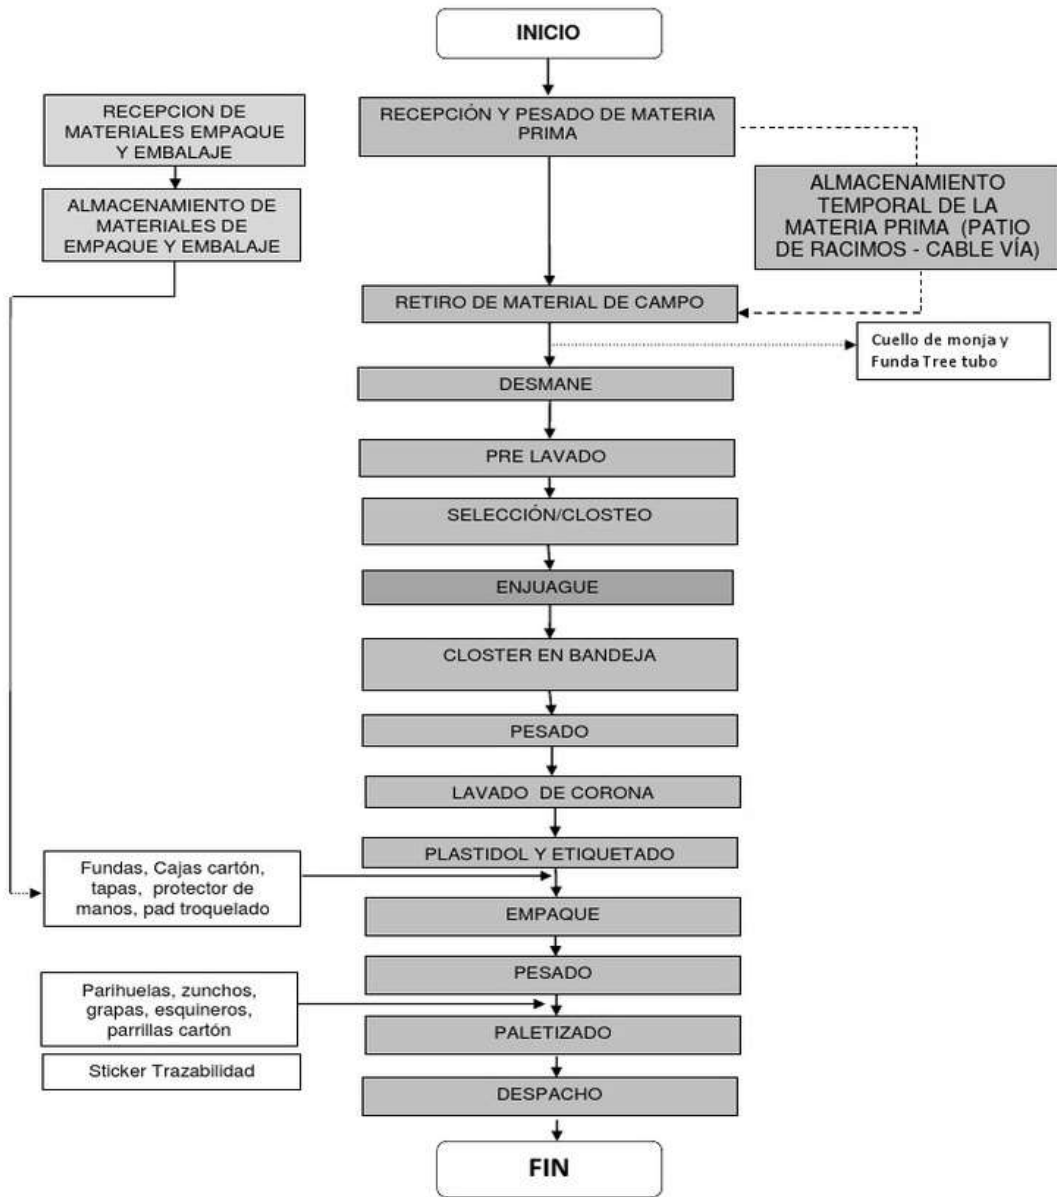 INICIO
RECEPCION DE
MATERIALES EMPAQUE
Y EMBALAJE
RECEPCIÓN Y PESADO DE MATERIA
PRIMA
ALMACENAMIENTO
TEMPORAL DE LA
MATERIA PRIMA (PATIO
DE RACIMOS - CABLE VÍA)
ALMACENAMIENTO DE
MATERIALES DE
EMPAQUE Y EMBALAJE
RETIRO DE MATERIAL DE CAMPO
Cuello de monja y
Funda Tree tubo
DESMANE
PRE LAVADO
SELECCIÓN/CLOSTEO
ENJUAGUE
CLOSTER EN BANDEJA
PESADO
LAVADO DE CORONA
PLASTIDOL Y ETIQUETADO
Fundas, Cajas cartón,
tapas, protector de
manos, pad troquelado
EMPAQUE
PESADO
Parihuelas, zunchos,
grapas, esquineros,
parrillas cartón
PALETIZADO
Sticker Trazabilidad
DESPACHO
FIN